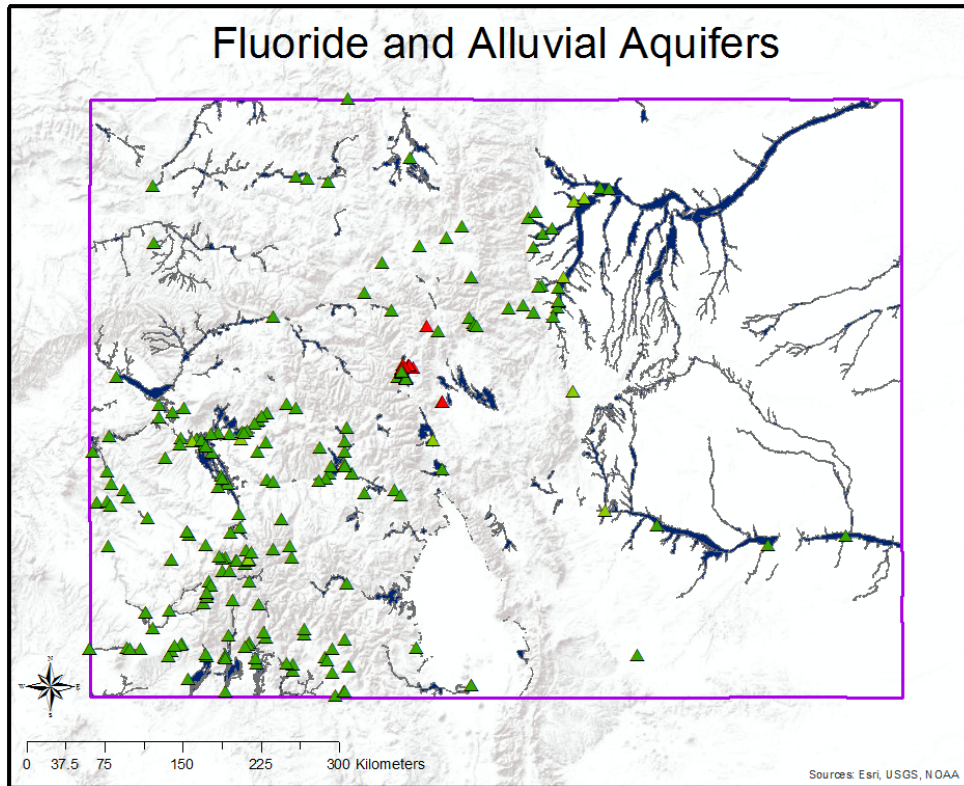 Fluoride and Alluvial Aquifers
N
W
E
S
0 37.5 75 150 225 300 Kilometers
Sources: Esri, USGS, NOAA